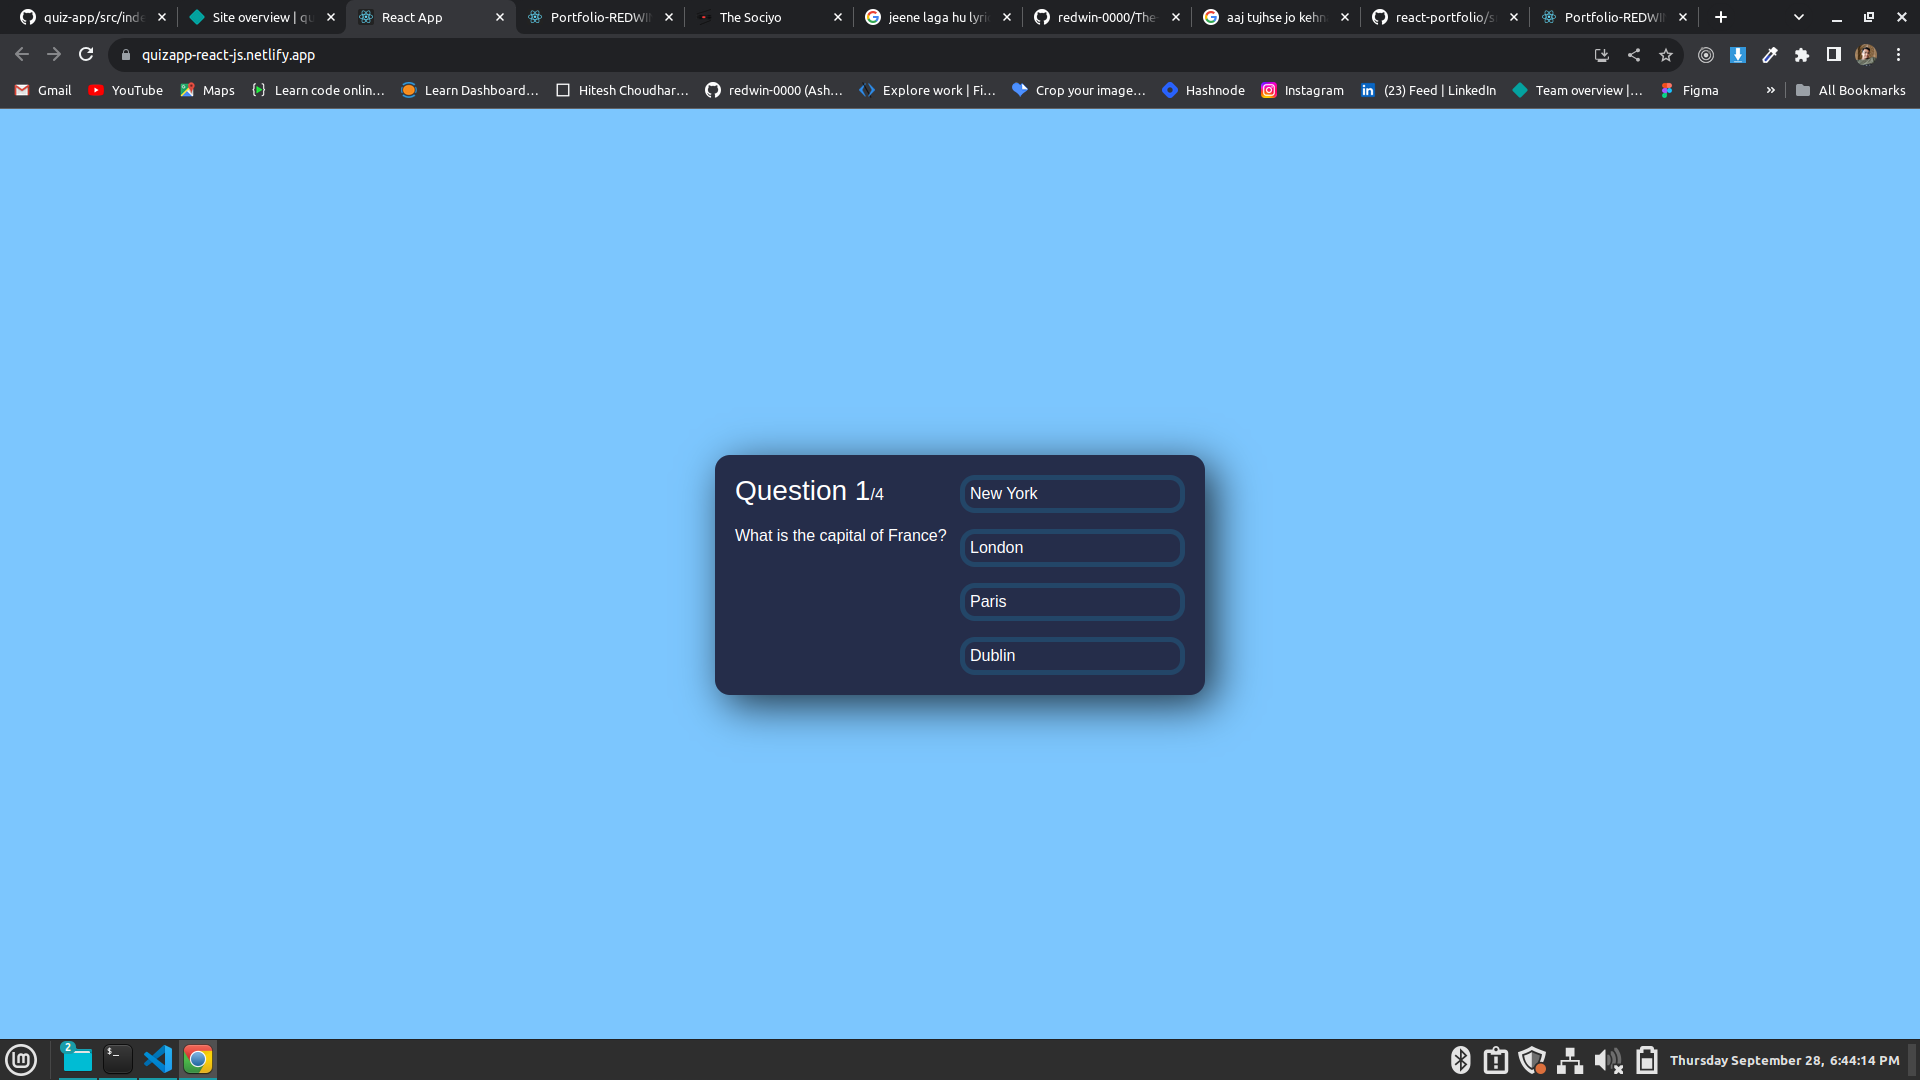 quiz-app/src/inde
Site overview | qu
React App
Portfolio-REDWIN
The Sociyo
jeene laga hu lyri
redwin-0000/The
aaj tujhse jo kehn
react-portfolio/s
Portfolio-REDWIN
quizapp-react-js.netlify.app
Gmail
YouTube
Maps
Learn code onlin...
Learn Dashboard...
Hitesh Choudhar...
redwin-0000 (Ash...
Explore work | Fi...
Crop your image...
Hashnode
Instagram
in (23) Feed | LinkedIn
Team overview |...
Figma
»
All Bookmarks
Question 1/4
What is the capital of France?
New York
London
Paris
Dublin
2
$_
lm
Thursday September 28, 6:44:14 PM